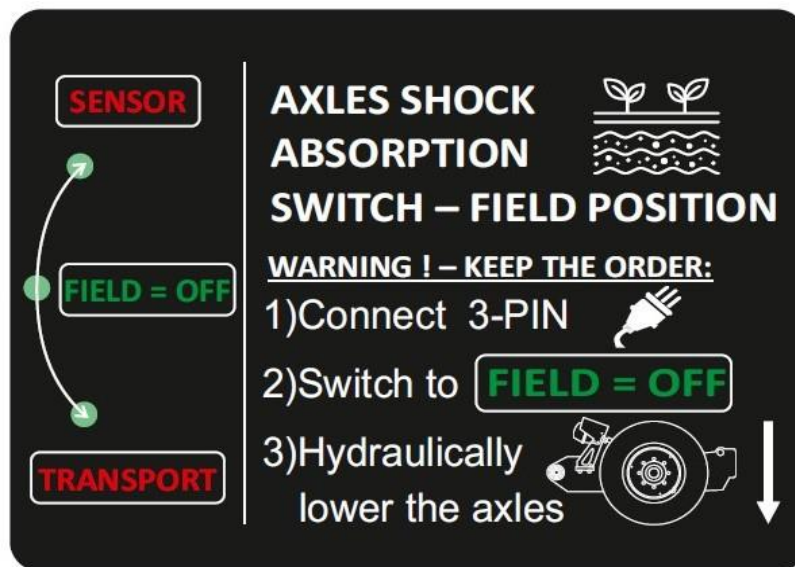 SENSOR
FIELD = OFF
TRANSPORT
AXLES SHOCK
ABSORPTION
SWITCH – FIELD POSITION
WARNING ! – KEEP THE ORDER:
1)Connect 3-PIN
2)Switch to FIELD = OFF
3)Hydraulically
lower the axles